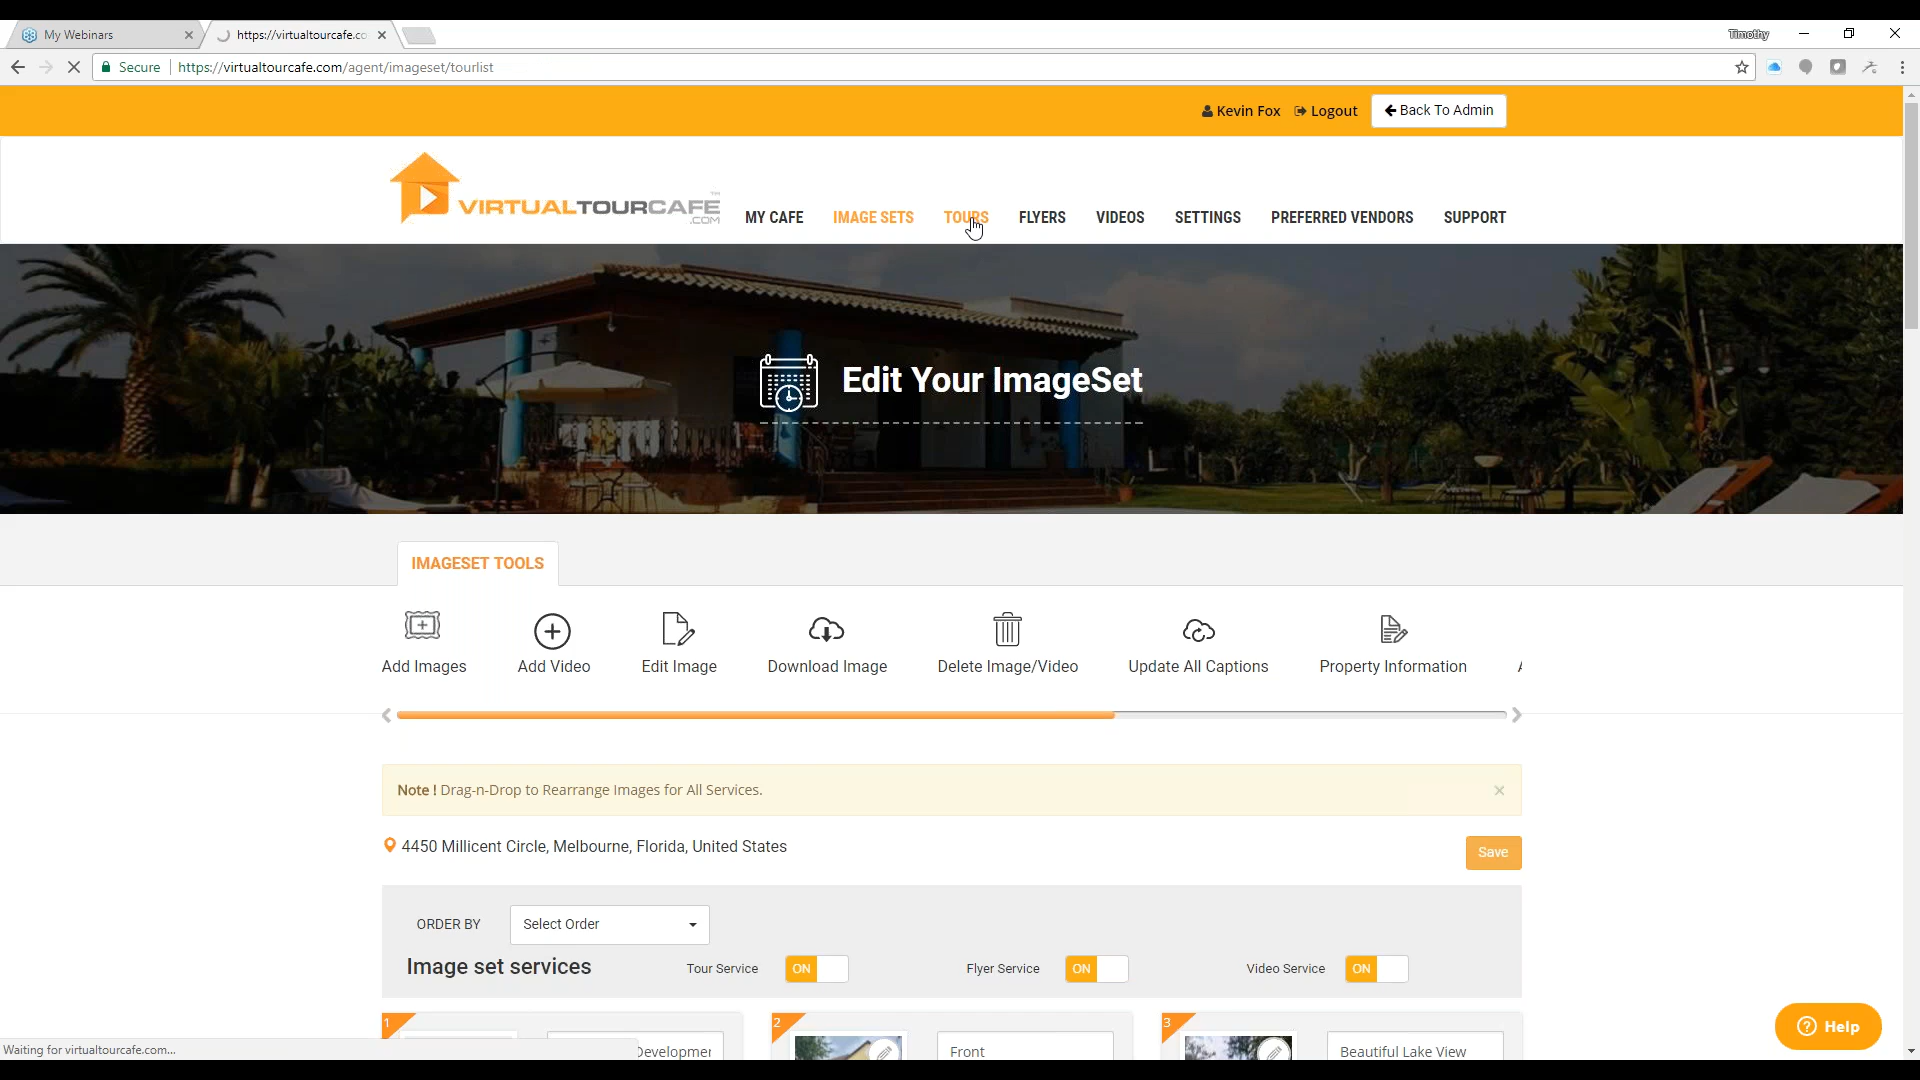 My Webinars
https://virtualtourcafe.co
Timothy
Secure https://virtualtourcafe.com/agent/imageset/tourlist
Kevin Fox Logout Back To Admin
VIRTUALTOURCAFE
.COM
MY CAFE IMAGE SETS TOURS FLYERS VIDEOS SETTINGS PREFERRED VENDORS SUPPORT
Edit Your ImageSet
IMAGESET TOOLS
Add Images Add Video Edit Image Download Image Delete Image/Video Update All Captions Property Information
Note ! Drag-n-Drop to Rearrange Images for All Services.
4450 Millicent Circle, Melbourne, Florida, United States
Save
ORDER BY Select Order
Image set services Tour Service ON Flyer Service ON Video Service ON
1 2 3
Help
Waiting for virtualtourcafe.com...
Front Beautiful Lake View